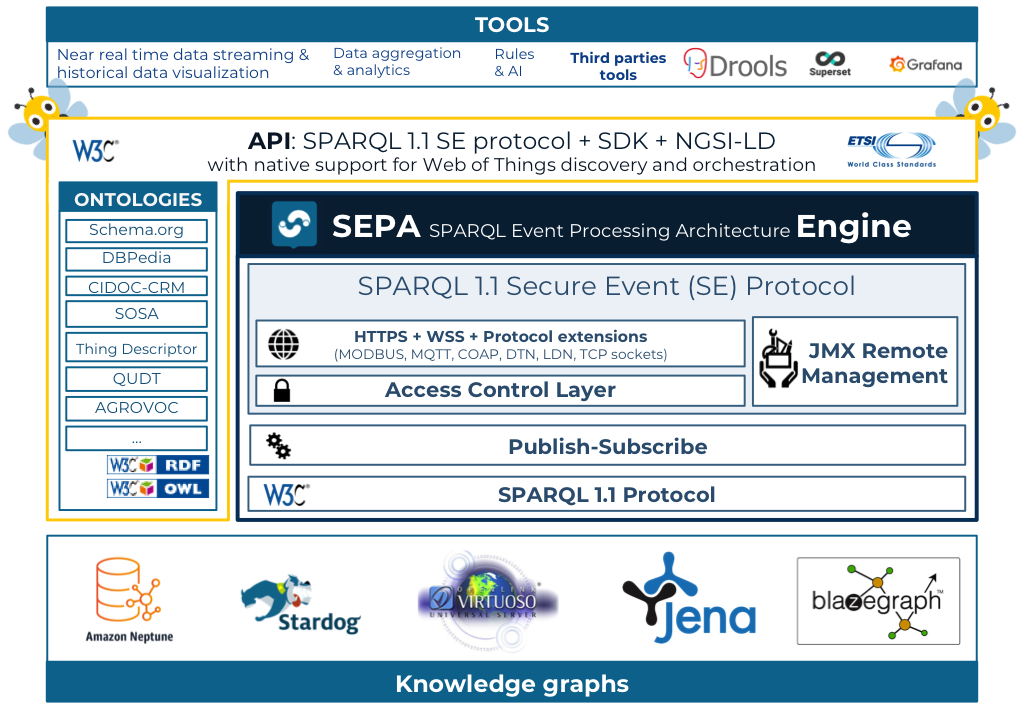 TOOLS
Near real time data streaming &
historical data visualization
Data aggregation
& analytics
Rules
& AI
Third parties
tools
Drools
Superset
Grafana
W3C®
API: SPARQL 1.1 SE protocol + SDK + NGSI-LD
with native support for Web of Things discovery and orchestration
ETSI
World Class Standards
ONTOLOGIES
Schema.org
DBPedia
CIDOC-CRM
SOSA
Thing Descriptor
QUDT
AGROVOC
...
W3C RDF
W3C OWL
SEPA SPARQL Event Processing Architecture Engine
SPARQL 1.1 Secure Event (SE) Protocol
HTTPS + WSS + Protocol extensions
(MODBUS, MQTT, COAP, DTN, LDN, TCP sockets)
Access Control Layer
JMX Remote
Management
Publish-Subscribe
W3C®
SPARQL 1.1 Protocol
Amazon Neptune
Stardog
OPENLINK
VIRTUOSO
UNIVERSAL SERVER
Jena
blazegraph™
Knowledge graphs